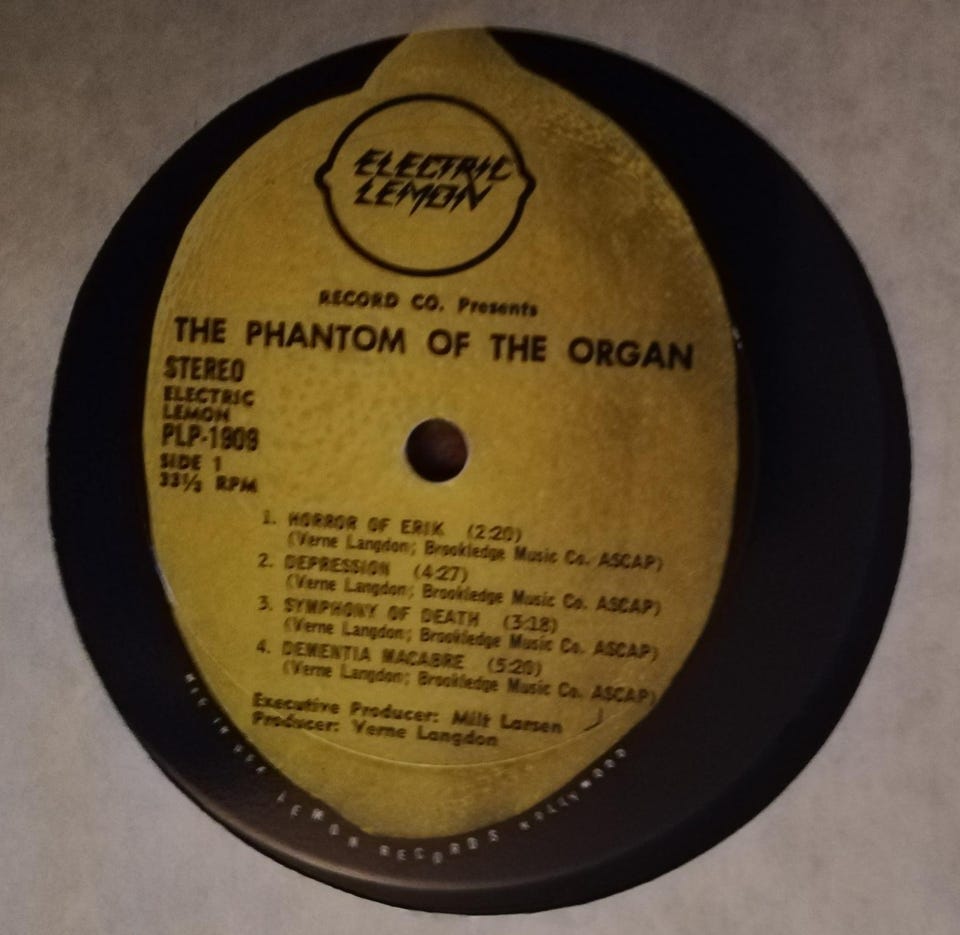 ELECTRIC
LEMON
RECORD CO. Presents
THE PHANTOM OF THE ORGAN
STEREO
ELECTRIC
LEMON
PLP-1909
SIDE 1
33⅓ RPM
1. HORROR OF ERIK (2:20)
(Verne Langdon; Brookledge Music Co. ASCAP)
2. DEPRESSION (4:27)
(Verne Langdon; Brookledge Music Co. ASCAP)
3. SYMPHONY OF DEATH (3:18)
(Verne Langdon; Brookledge Music Co. ASCAP)
4. DEMENTIA MACABRE (5:20)
(Verne Langdon; Brookledge Music Co. ASCAP)
Executive Producer: Milt Larsen
Producer: Verne Langdon
MFG IN USA LEMON RECORDS HOLLYWOOD